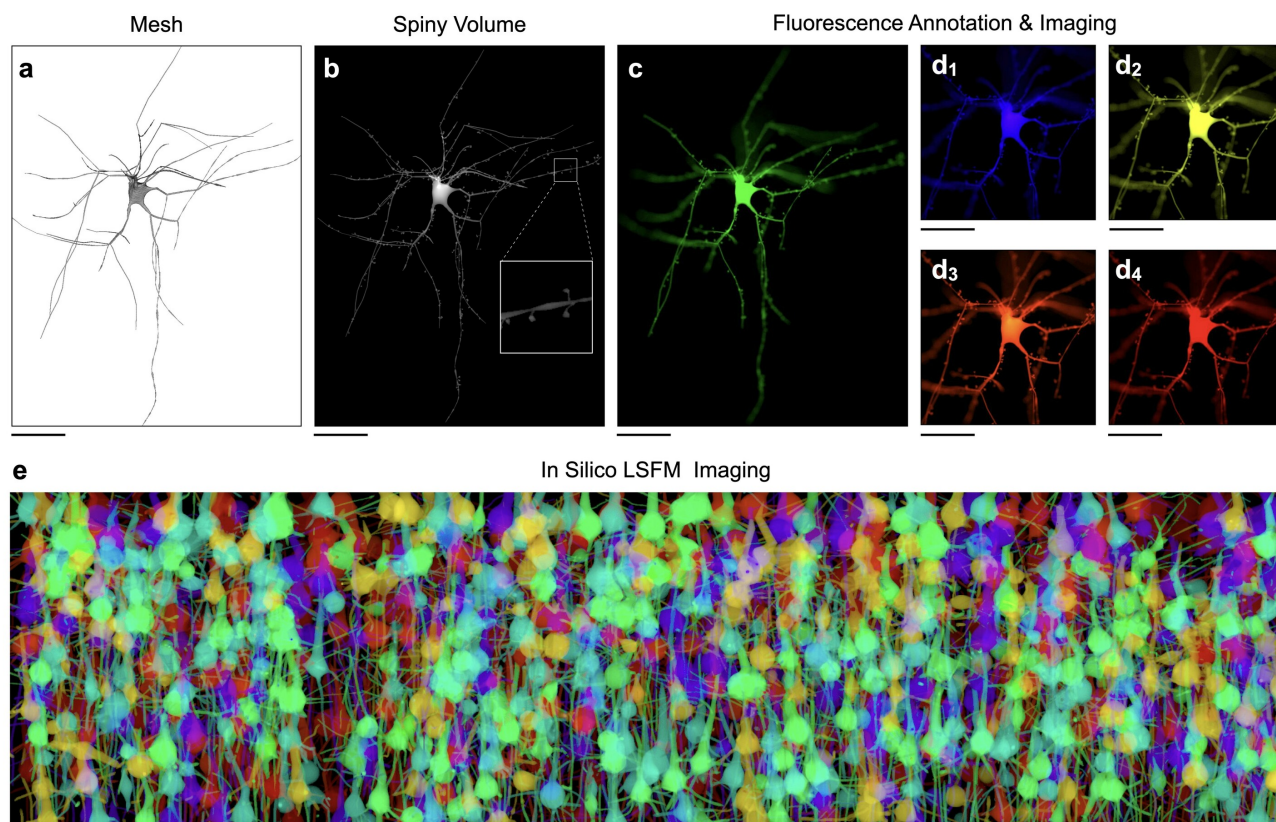 Mesh
Spiny Volume
Fluorescence Annotation & Imaging
a
b
c
d1
d2
d3
d4
e
In Silico LSFM Imaging